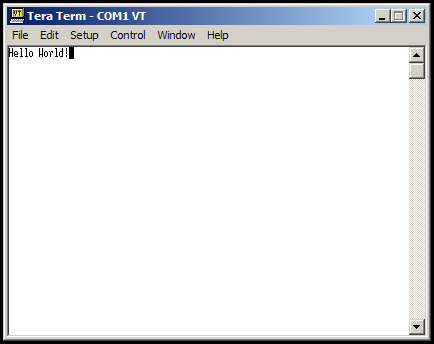 Tera Term - COM1 VT
File Edit Setup Control Window Help
Hello World!